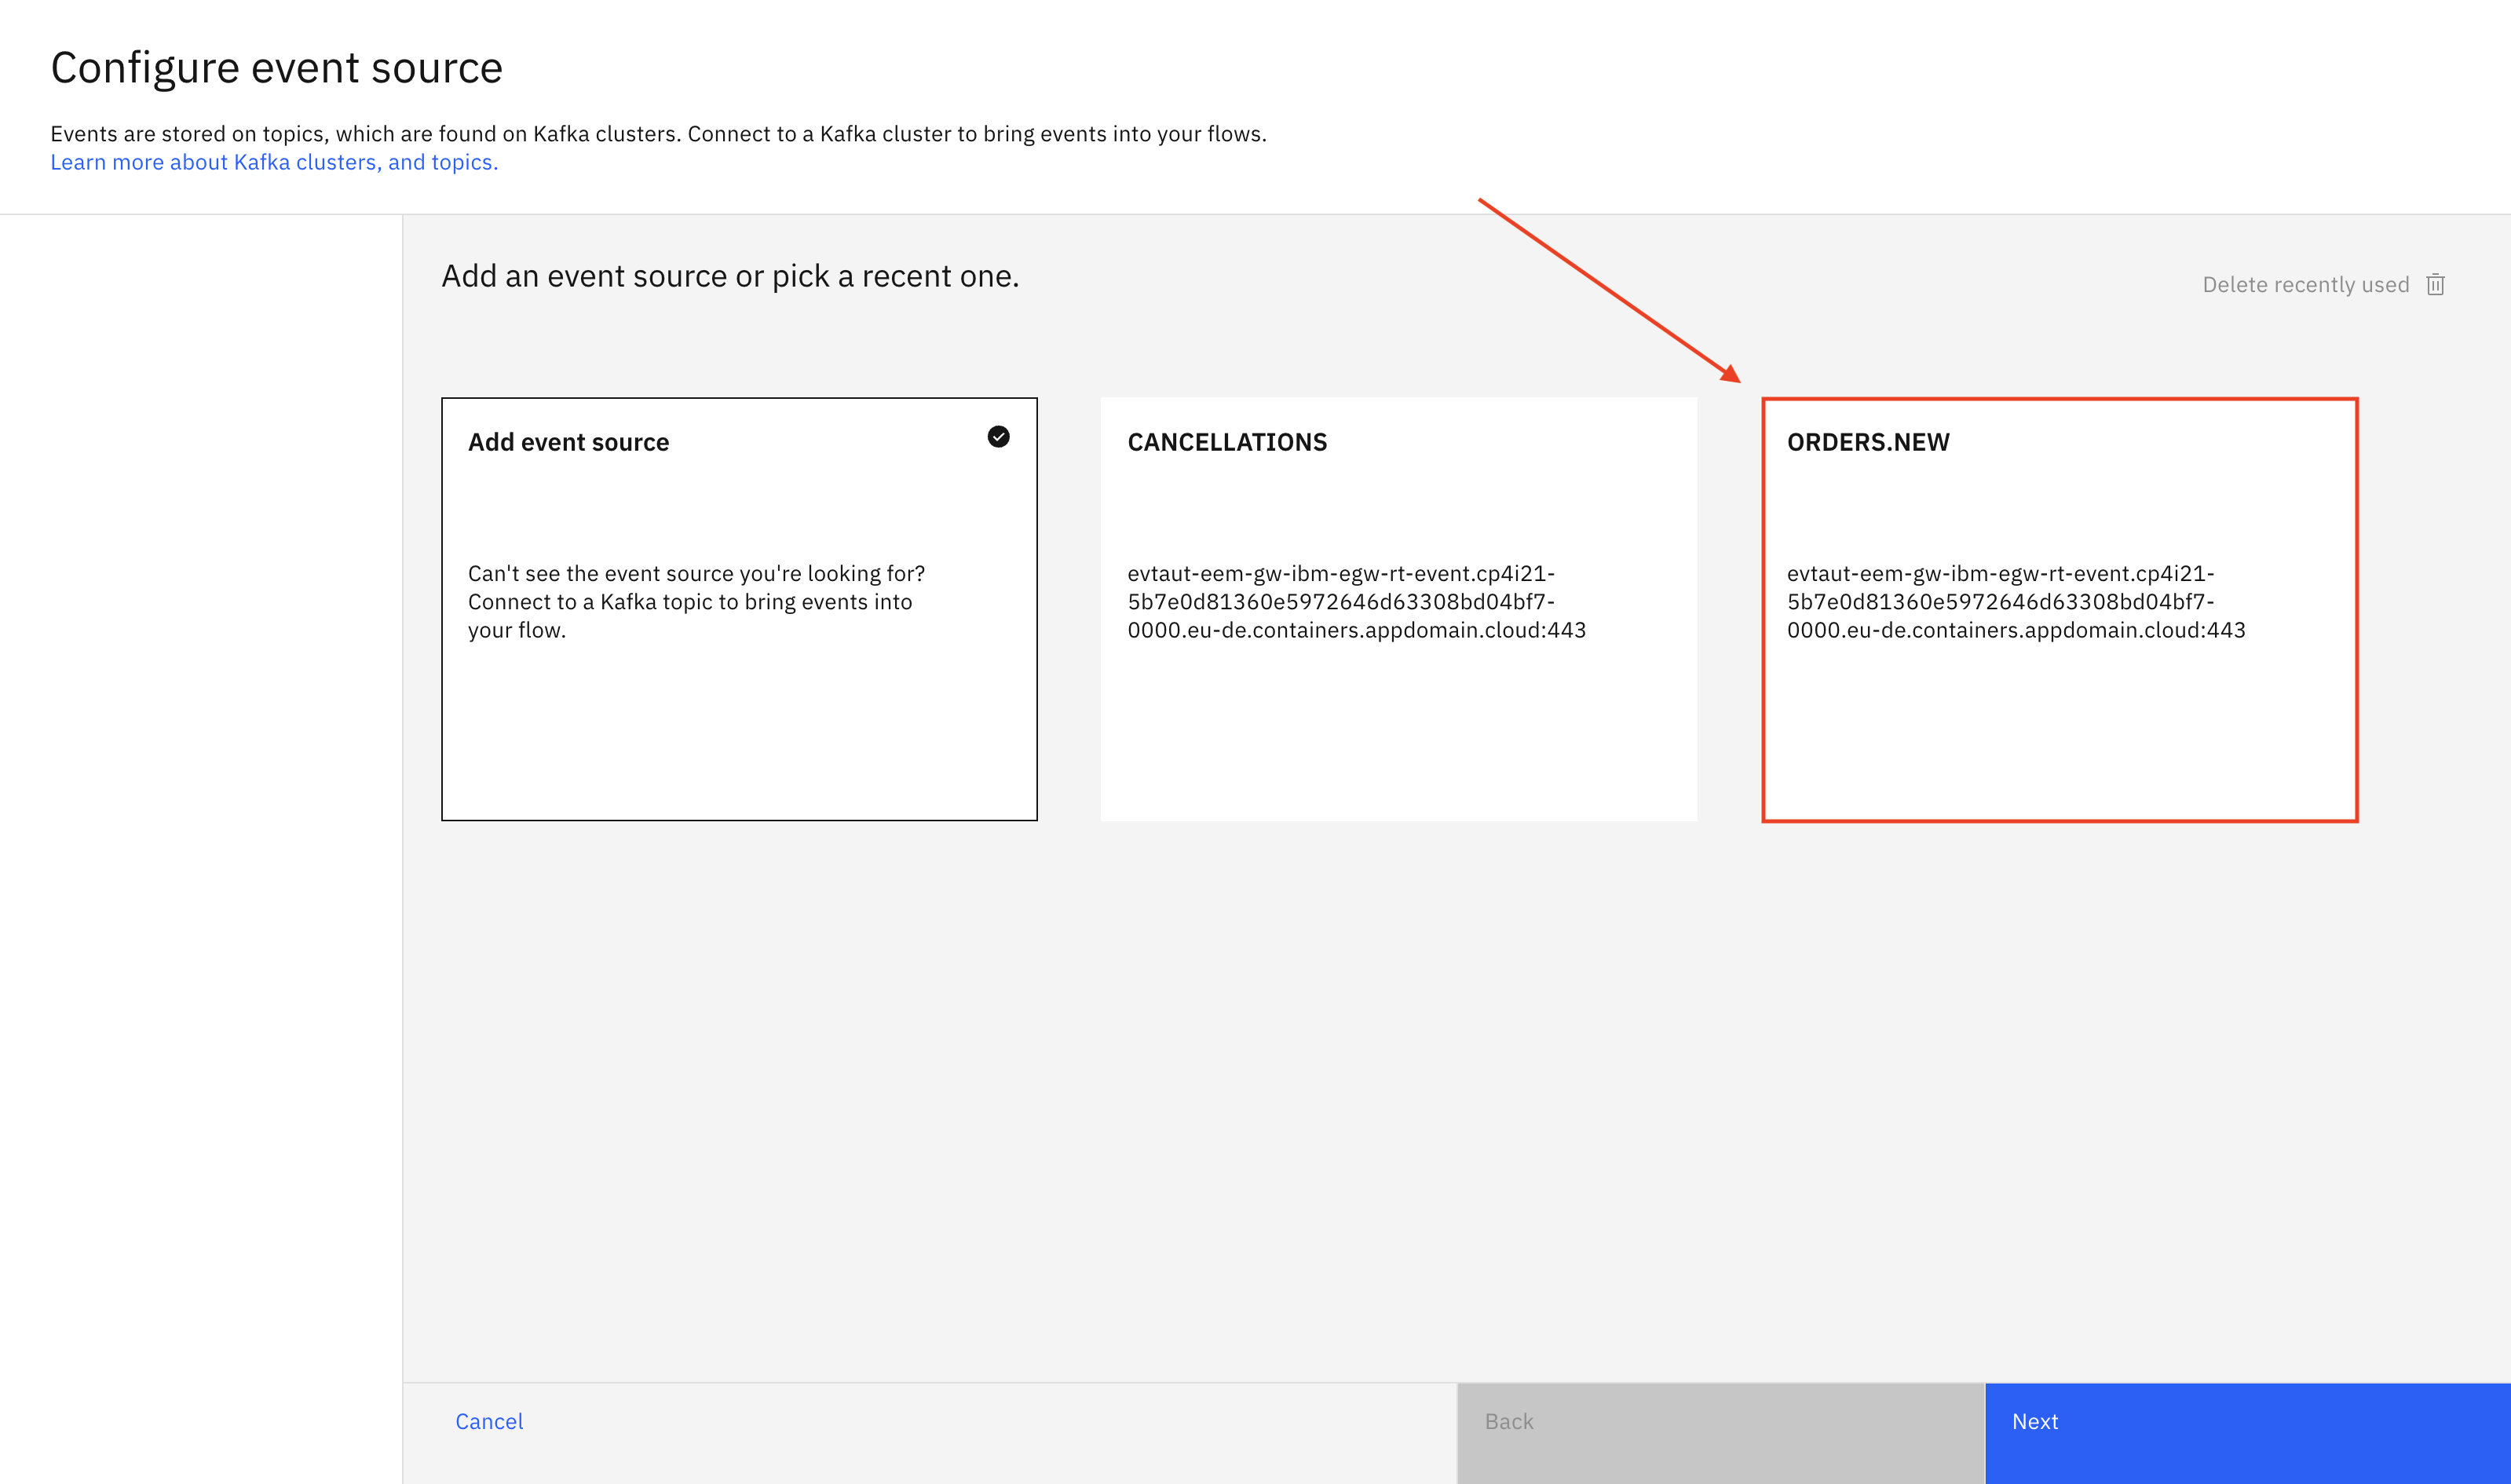 Configure event source
Events are stored on topics, which are found on Kafka clusters. Connect to a Kafka cluster to bring events into your flows.
Learn more about Kafka clusters, and topics.
Add an event source or pick a recent one.
Delete recently used
Add event source
Can't see the event source you're looking for?
Connect to a Kafka topic to bring events into
your flow.
CANCELLATIONS
evtaut-eem-gw-ibm-egw-rt-event.cp4i21-
5b7e0d81360e5972646d63308bd04bf7-
0000.eu-de.containers.appdomain.cloud:443
ORDERS.NEW
evtaut-eem-gw-ibm-egw-rt-event.cp4i21-
5b7e0d81360e5972646d63308bd04bf7-
0000.eu-de.containers.appdomain.cloud:443
Cancel
Back
Next